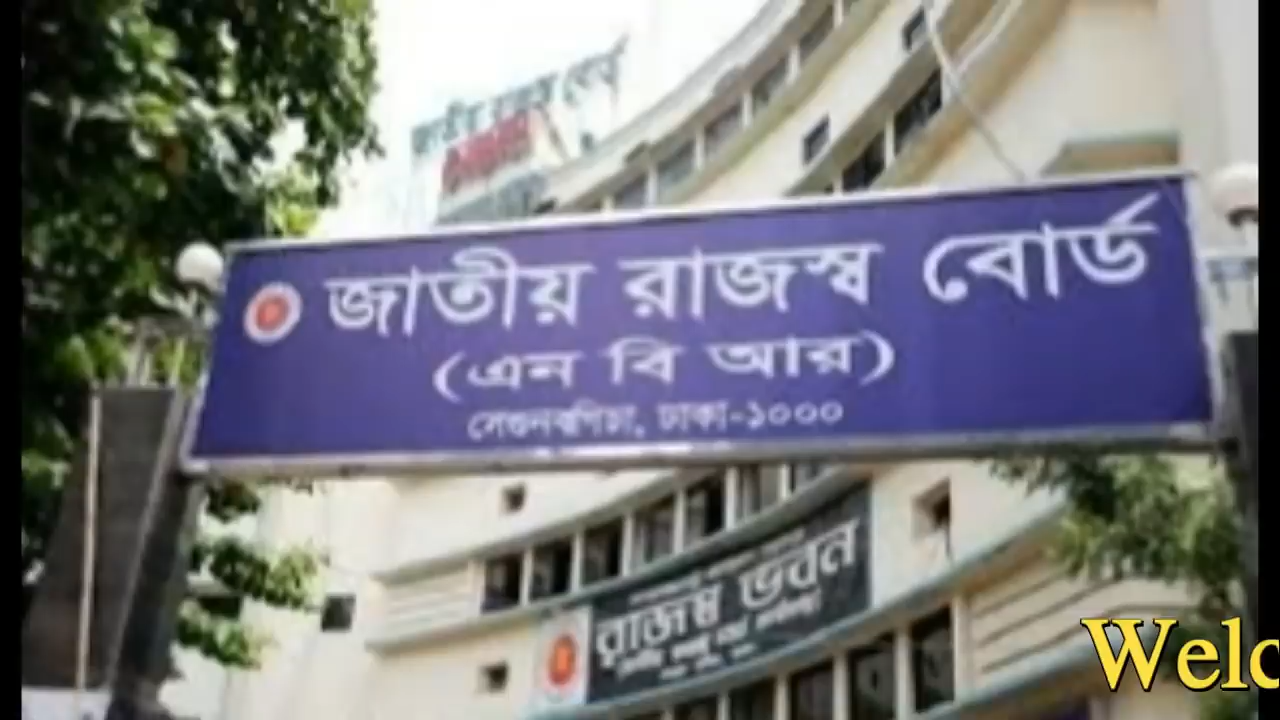 জাতীয় রাজস্ব বোর্ড
(এন বি আর)
সেগুনবাগিচা, ঢাকা-১০০০
রাজস্ব ভবন
Welc